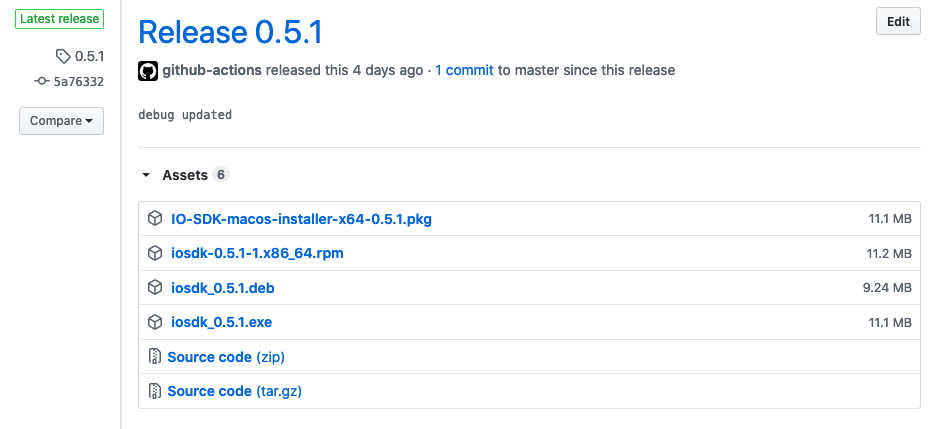 Latest release
0.5.1
5a76332
Compare
Release 0.5.1
Edit
github-actions released this 4 days ago · 1 commit to master since this release
debug updated
Assets 6
IO-SDK-macos-installer-x64-0.5.1.pkg 11.1 MB
iosdk-0.5.1-1.x86_64.rpm 11.2 MB
iosdk_0.5.1.deb 9.24 MB
iosdk_0.5.1.exe 11.1 MB
Source code (zip)
Source code (tar.gz)